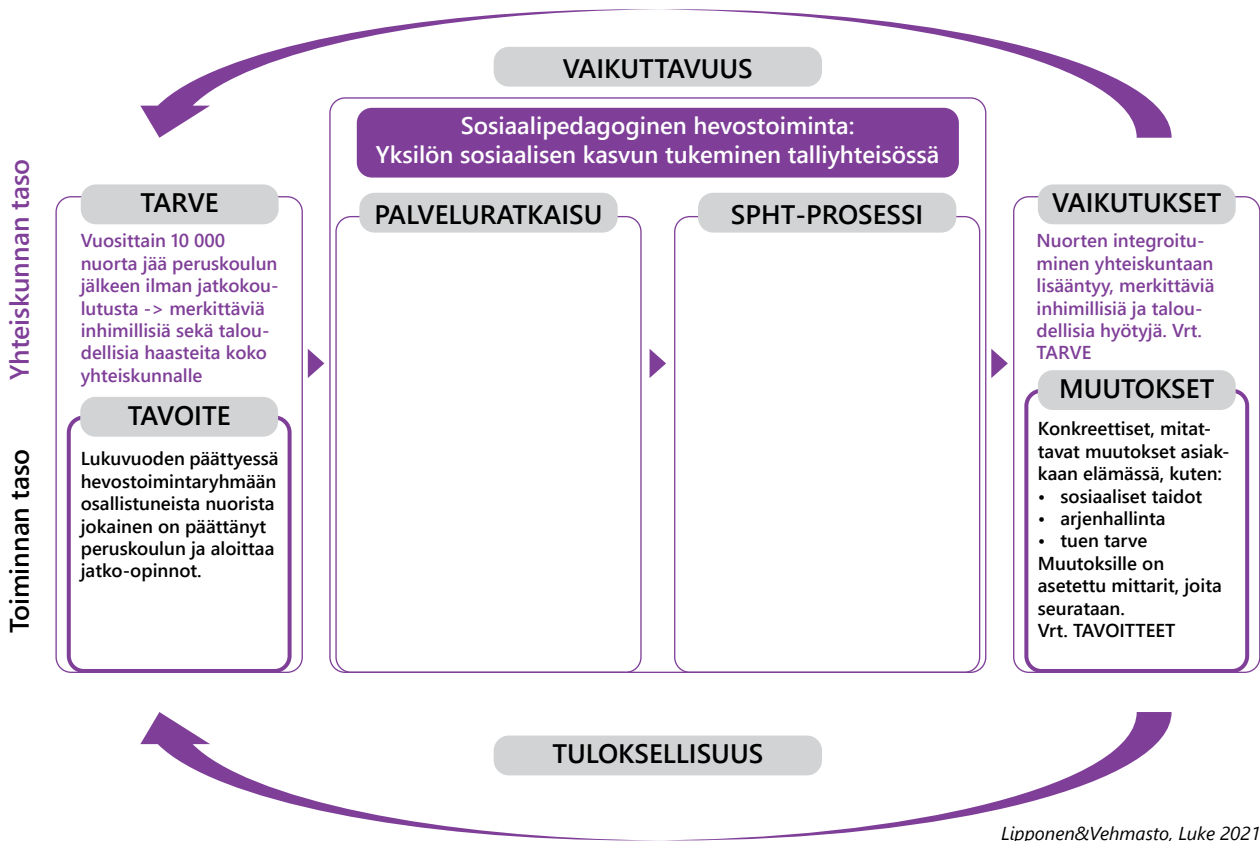 VAIKUTTAVUUS
Sosiaalipedagoginen hevostoiminta:
Yksilön sosiaalisen kasvun tukeminen talliyhteisössä
Yhteiskunnan taso
Toiminnan taso
TARVE
Vuosittain 10 000
nuorta jää peruskoulun
jälkeen ilman jatkokou-
lutusta -> merkittäviä
inhimillisiä sekä talou-
dellisia haasteita koko
yhteiskunnalle
TAVOITE
Lukuvuoden päättyessä
hevostoimintaryhmään
osallistuneista nuorista
jokainen on päättänyt
peruskoulun ja aloittaa
jatko-opinnot.
PALVELURATKAISU
SPHT-PROSESSI
VAIKUTUKSET
Nuorten integroitu-
minen yhteiskuntaan
lisääntyy, merkittäviä
inhimillisiä ja talou-
dellisia hyötyjä. Vrt.
TARVE
MUUTOKSET
Konkreettiset, mitat-
tavat muutokset asiak-
kaan elämässä, kuten:
• sosiaaliset taidot
• arjenhallinta
• tuen tarve
Muutoksille on
asetettu mittarit, joita
seurataan.
Vrt. TAVOITTEET
TULOKSELLISUUS
Lipponen&Vehmasto, Luke 2021